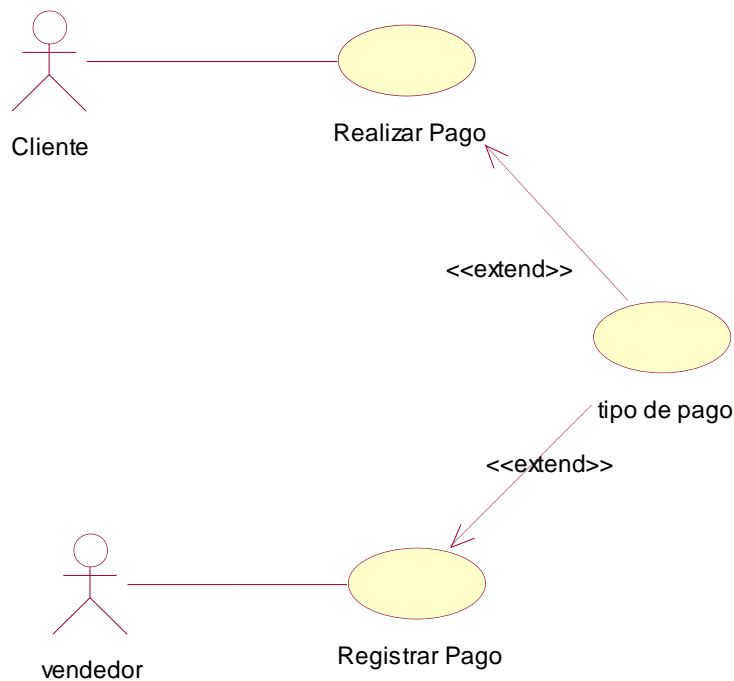 Cliente
Realizar Pago
<<extend>>
tipo de pago
<<extend>>
vendedor
Registrar Pago